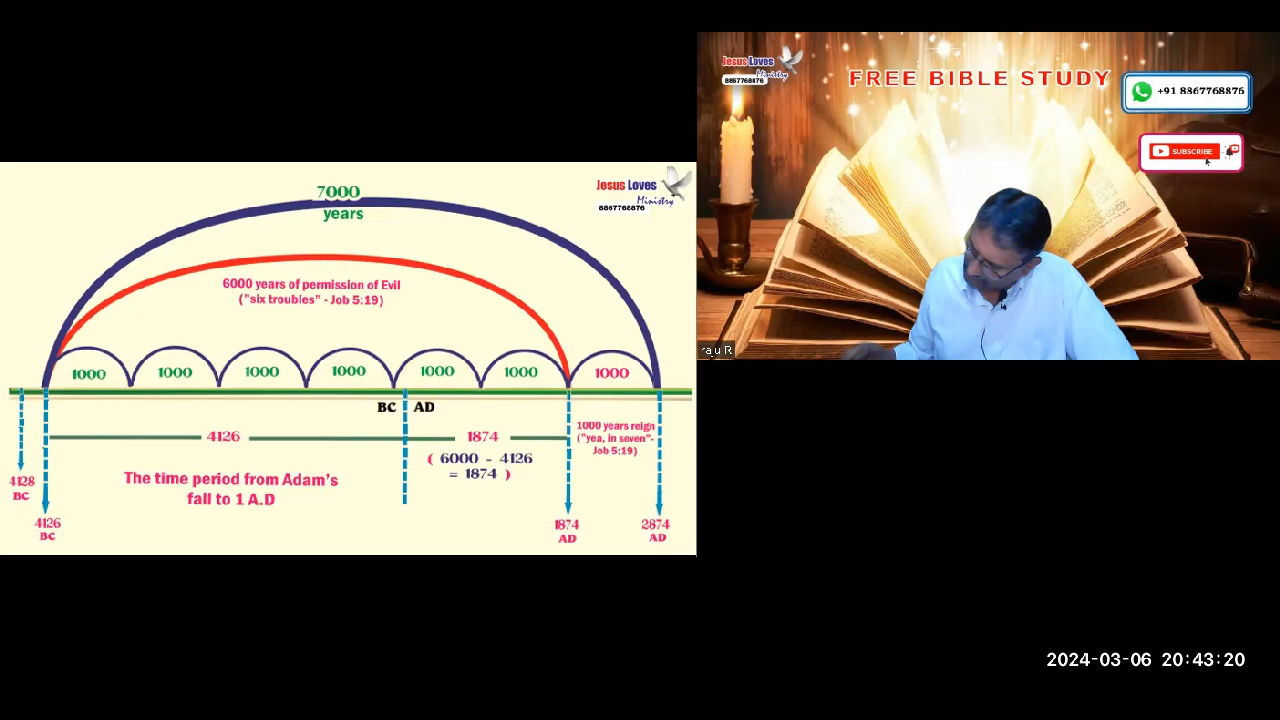 7000
years
Jesus Loves
Ministry
8867768876
6000 years of permission of Evil
("six troubles" - Job 5:19)
1000
1000
1000
1000
1000
1000
1000
BC
AD
4126
1874
( 6000 - 4126
= 1874 )
1000 years reign
("yea, in seven"-
Job 5:19)
The time period from Adam's
fall to 1 A.D
4128
BC
4126
BC
1874
AD
2874
AD
Jesus Loves
Ministry
8867768876
FREE BIBLE STUDY
+91 8867768876
SUBSCRIBE
2024-03-06 20:43:20